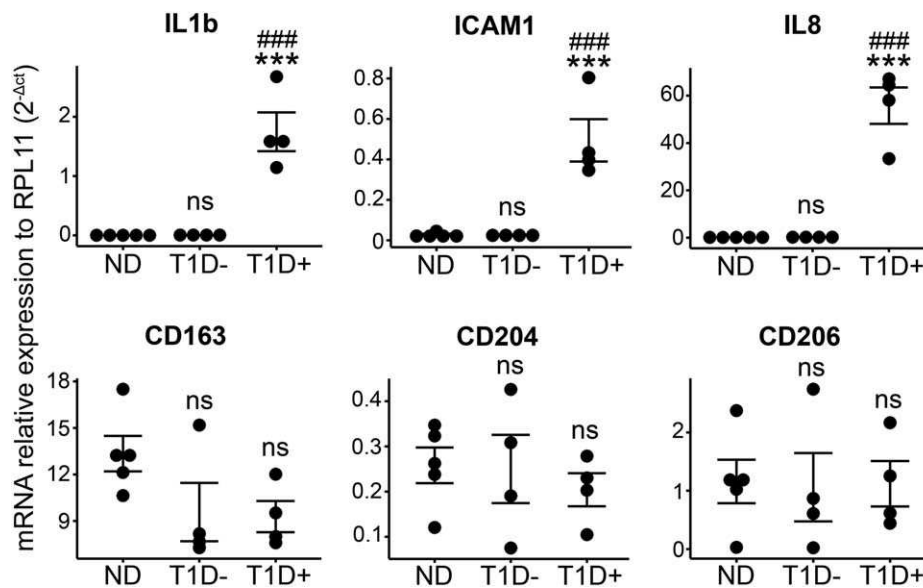 mRNA relative expression to RPL11 (2^-Δct)
IL1b
###
***
2
1
ns
0
ND T1D- T1D+
ICAM1
###
***
0.8
0.6
0.4
0.2
ns
0
ND T1D- T1D+
IL8
###
***
60
40
20
ns
0
ND T1D- T1D+
CD163
18
ns
15
ns
12
9
ND T1D- T1D+
CD204
ns
0.4
ns
0.3
0.2
0.1
ND T1D- T1D+
CD206
ns
ns
2
1
0
ND T1D- T1D+